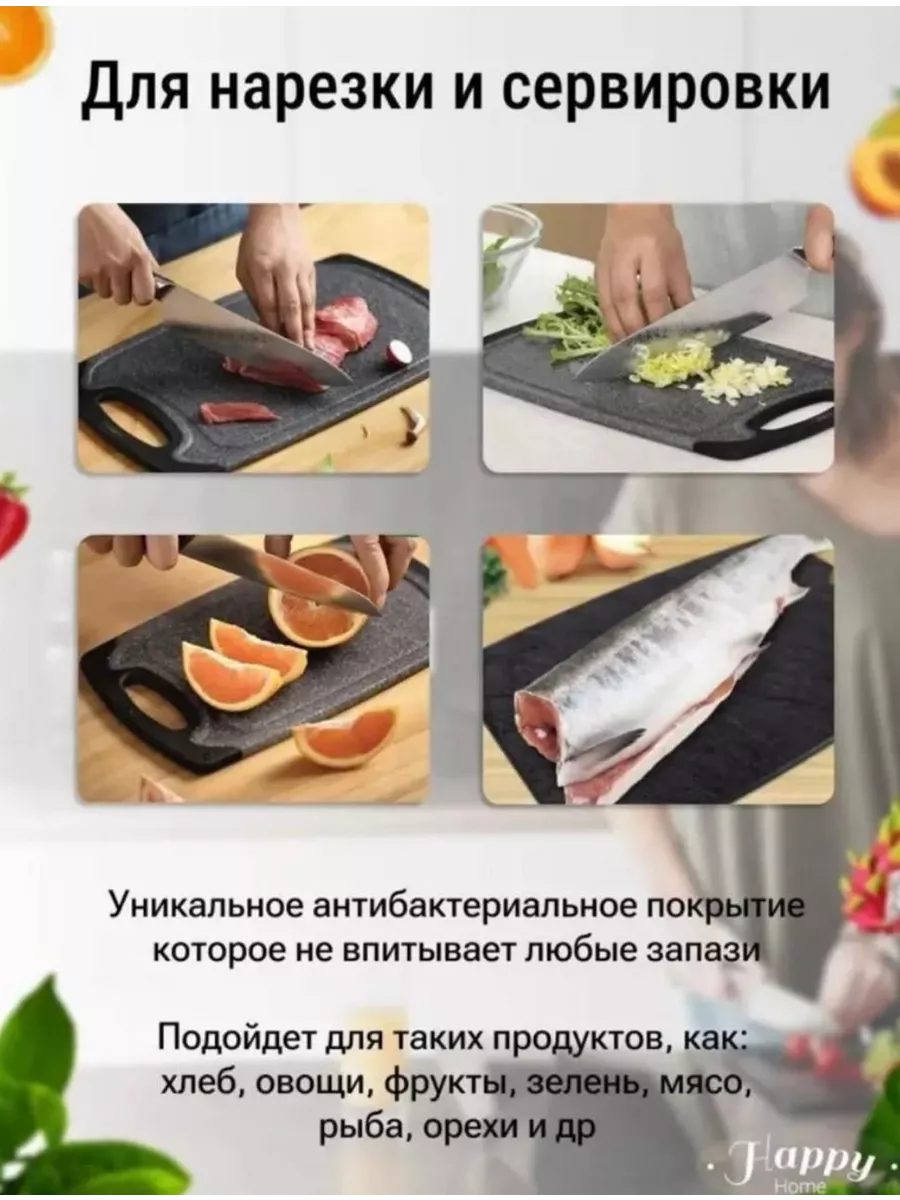 Для нарезки и сервировки
Уникальное антибактериальное покрытие
которое не впитывает любые запази
Подойдет для таких продуктов, как:
хлеб, овощи, фрукты, зелень, мясо,
рыба, орехи и др
Happy
Home